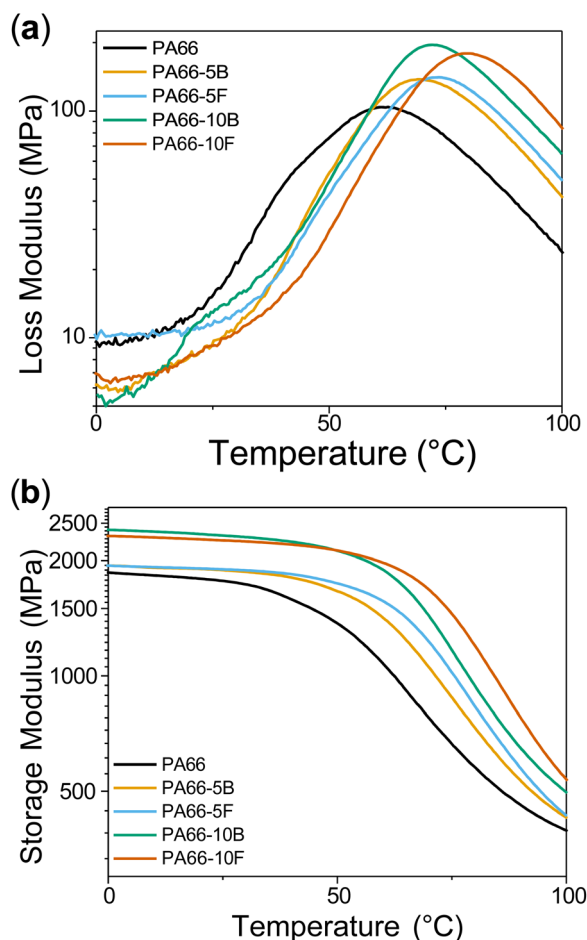 (a)
PA66
PA66-5B
PA66-5F
PA66-10B
PA66-10F
100
10
Loss Modulus (MPa)
0 50 100
Temperature (°C)
(b)
2500
2000
1500
1000
500
Storage Modulus (MPa)
PA66
PA66-5B
PA66-5F
PA66-10B
PA66-10F
0 50 100
Temperature (°C)